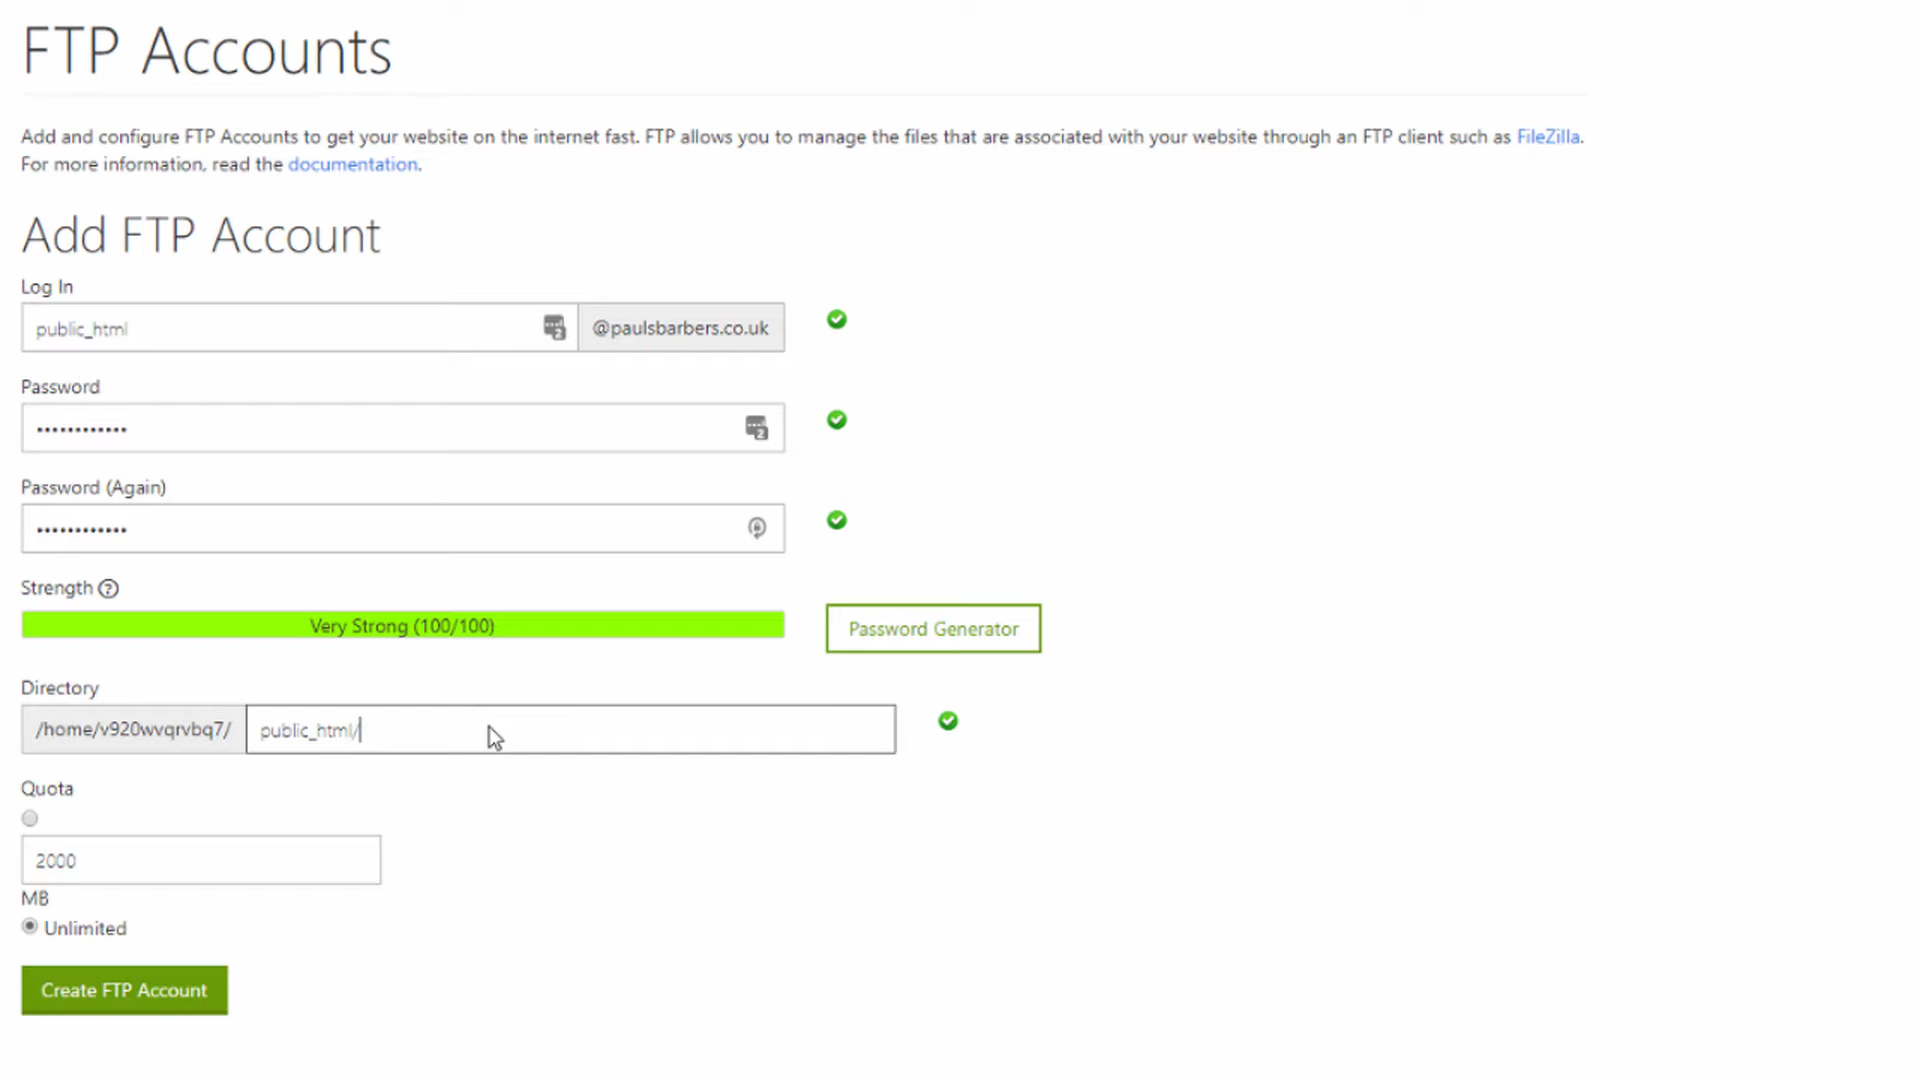 FTP Accounts
Add and configure FTP Accounts to get your website on the internet fast. FTP allows you to manage the files that are associated with your website through an FTP client such as FileZilla.
For more information, read the documentation.
Add FTP Account
Log In
public_html @paulsbarbers.co.uk
Password
••••••••••••
Password (Again)
••••••••••••
Strength
Very Strong (100/100)
Password Generator
Directory
/home/v920wvqrvbq7/ public_html/
Quota
2000
MB
Unlimited
Create FTP Account